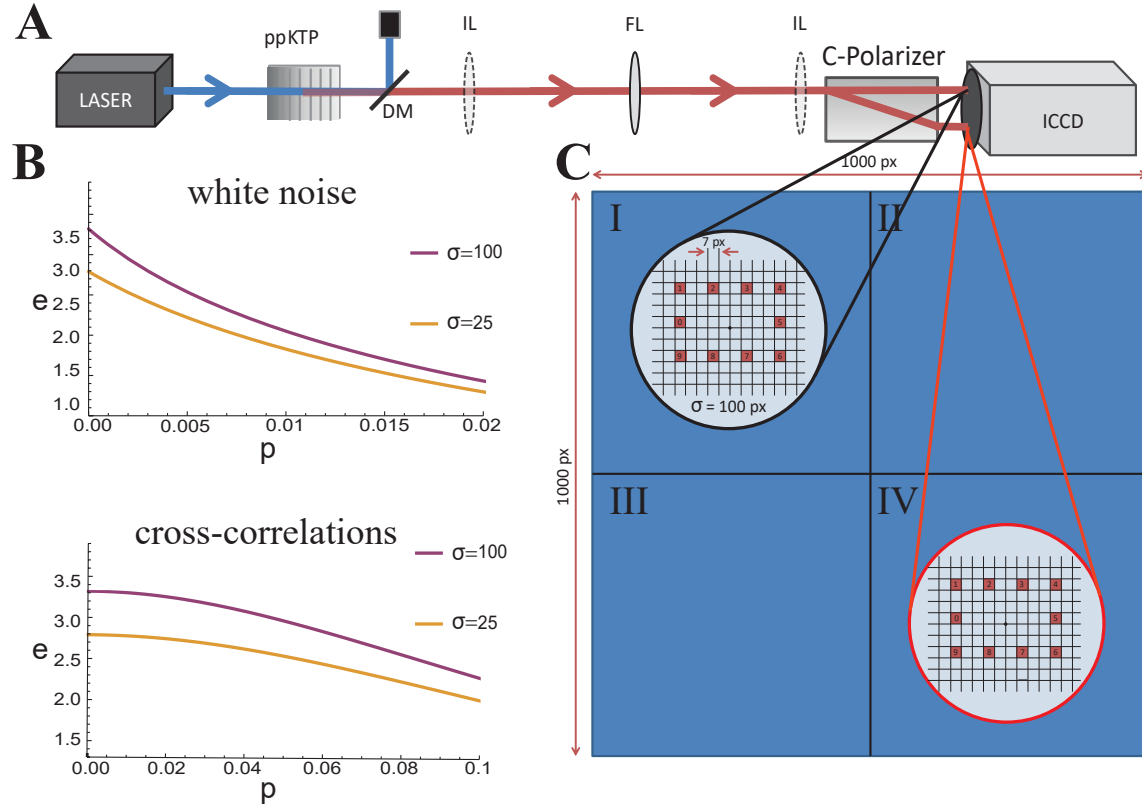 A
LASER
ppKTP
DM
IL
FL
IL
C-Polarizer
ICCD
B
white noise
σ=100
σ=25
e
3.5
3.0
2.5
2.0
1.5
1.0
0.00
0.005
0.010
0.015
0.02
p
cross-correlations
σ=100
σ=25
e
3.5
3.0
2.5
2.0
1.5
0.00
0.02
0.04
0.06
0.08
0.1
p
C
1000 px
1000 px
I
7 px
1 2 3 4
0 5
9 8 7 6
σ = 100 px
II
III
IV
1 2 3 4
0 5
9 8 7 6